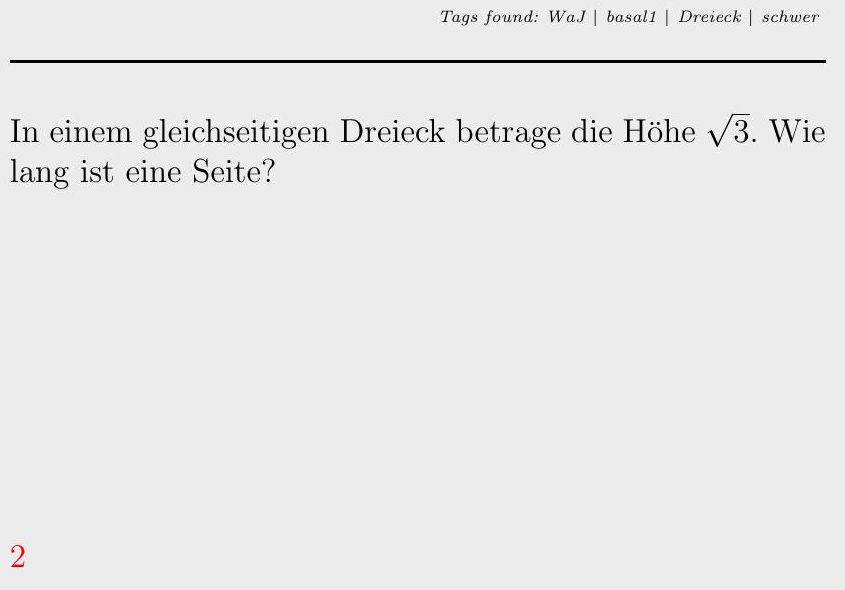 Tags found: WaJ | basal1 | Dreieck | schwer
In einem gleichseitigen Dreieck betrage die Höhe √3. Wie
lang ist eine Seite?
2